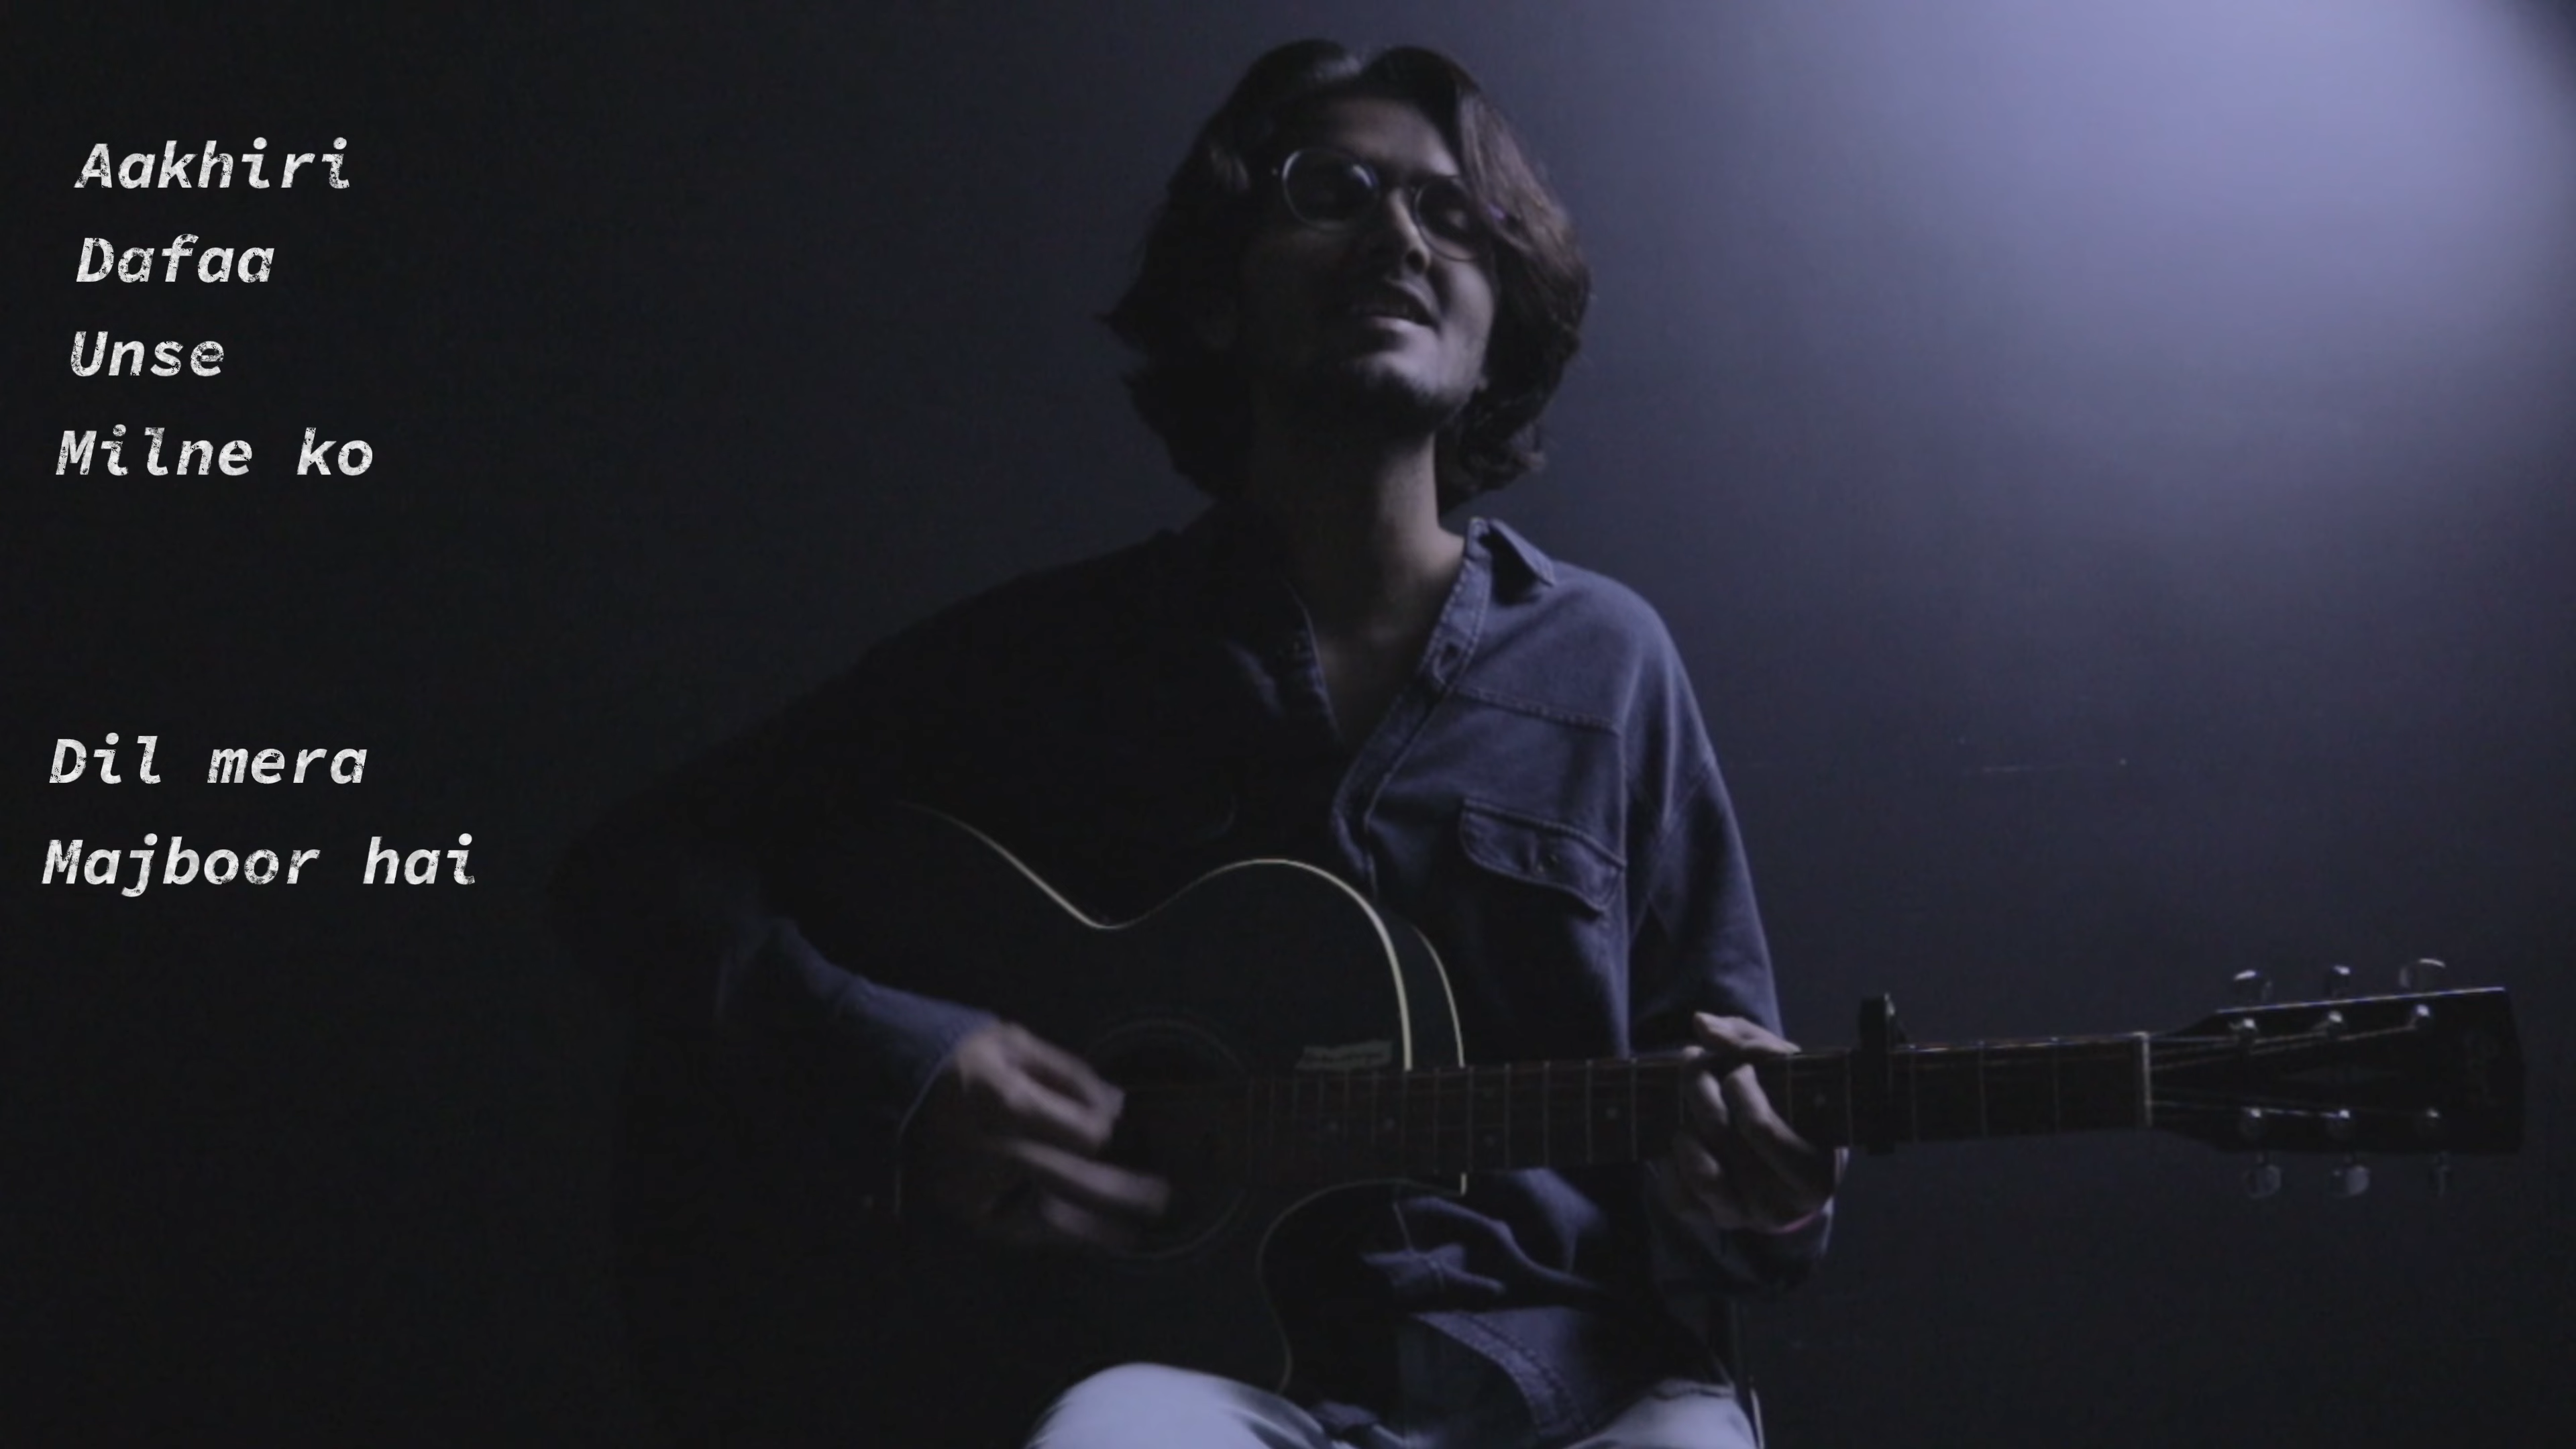 Aakhiri
Dafaa
Unse
Milne ko
Dil mera
Majboor hai